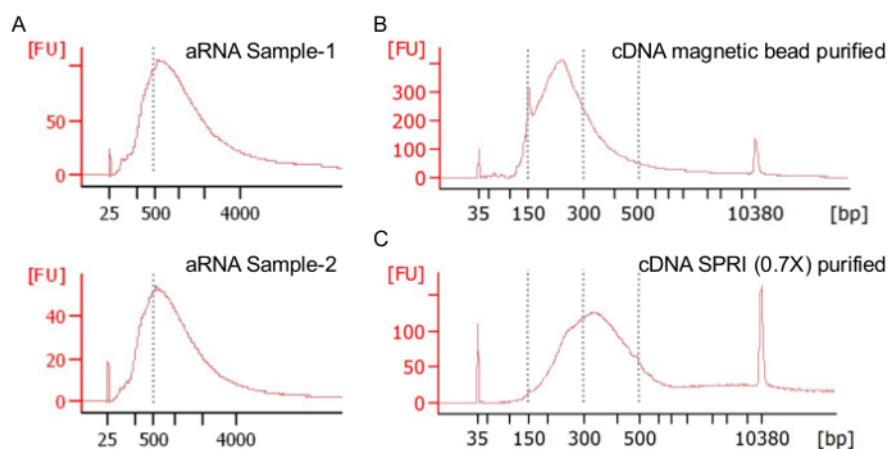 A
[FU]
aRNA Sample-1
50
0
25 500 4000
[FU]
aRNA Sample-2
40
20
0
25 500 4000
B
[FU]
cDNA magnetic bead purified
300
200
100
0
35 150 300 500 10380 [bp]
C
[FU]
cDNA SPRI (0.7X) purified
100
50
0
35 150 300 500 10380 [bp]